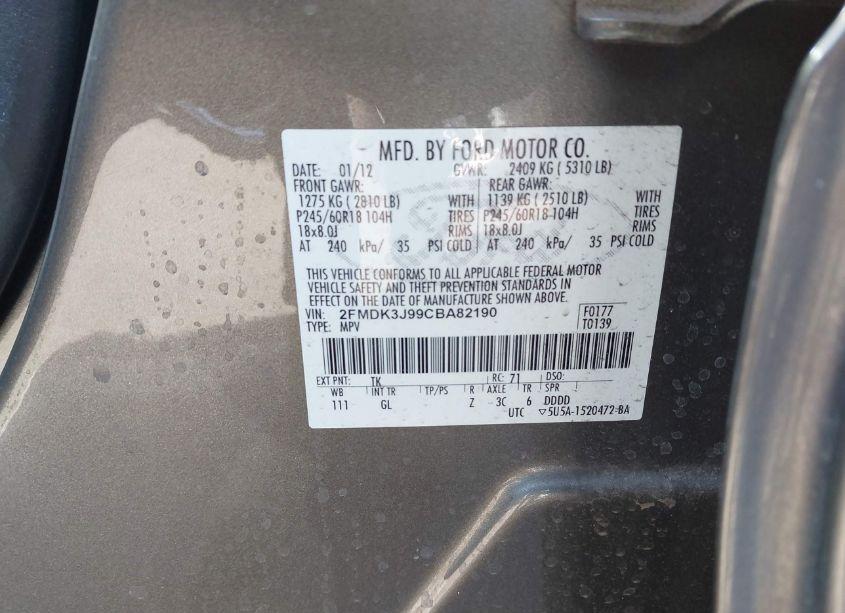 MFD. BY FORD MOTOR CO.
DATE: 01/12 GVWR: 2409 KG ( 5310 LB)
FRONT GAWR: REAR GAWR:
1275 KG ( 2810 LB) WITH 1139 KG ( 2510 LB) WITH
P245/60R18 104H TIRES P245/60R18 104H TIRES
18x8.0J RIMS 18x8.0J RIMS
AT 240 kPa/ 35 PSI COLD AT 240 kPa/ 35 PSI COLD
THIS VEHICLE CONFORMS TO ALL APPLICABLE FEDERAL MOTOR
VEHICLE SAFETY AND THEFT PREVENTION STANDARDS IN
EFFECT ON THE DATE OF MANUFACTURE SHOWN ABOVE.
VIN: 2FMDK3J99CBA82190 F0177
TYPE: MPV T0139
EXT PNT: TK RC: 71 DSO:
WB INT TR TP/PS R AXLE TR SPR
111 GL Z 3C 6 DDDD
UTC ▽5U5A-1520472-BA